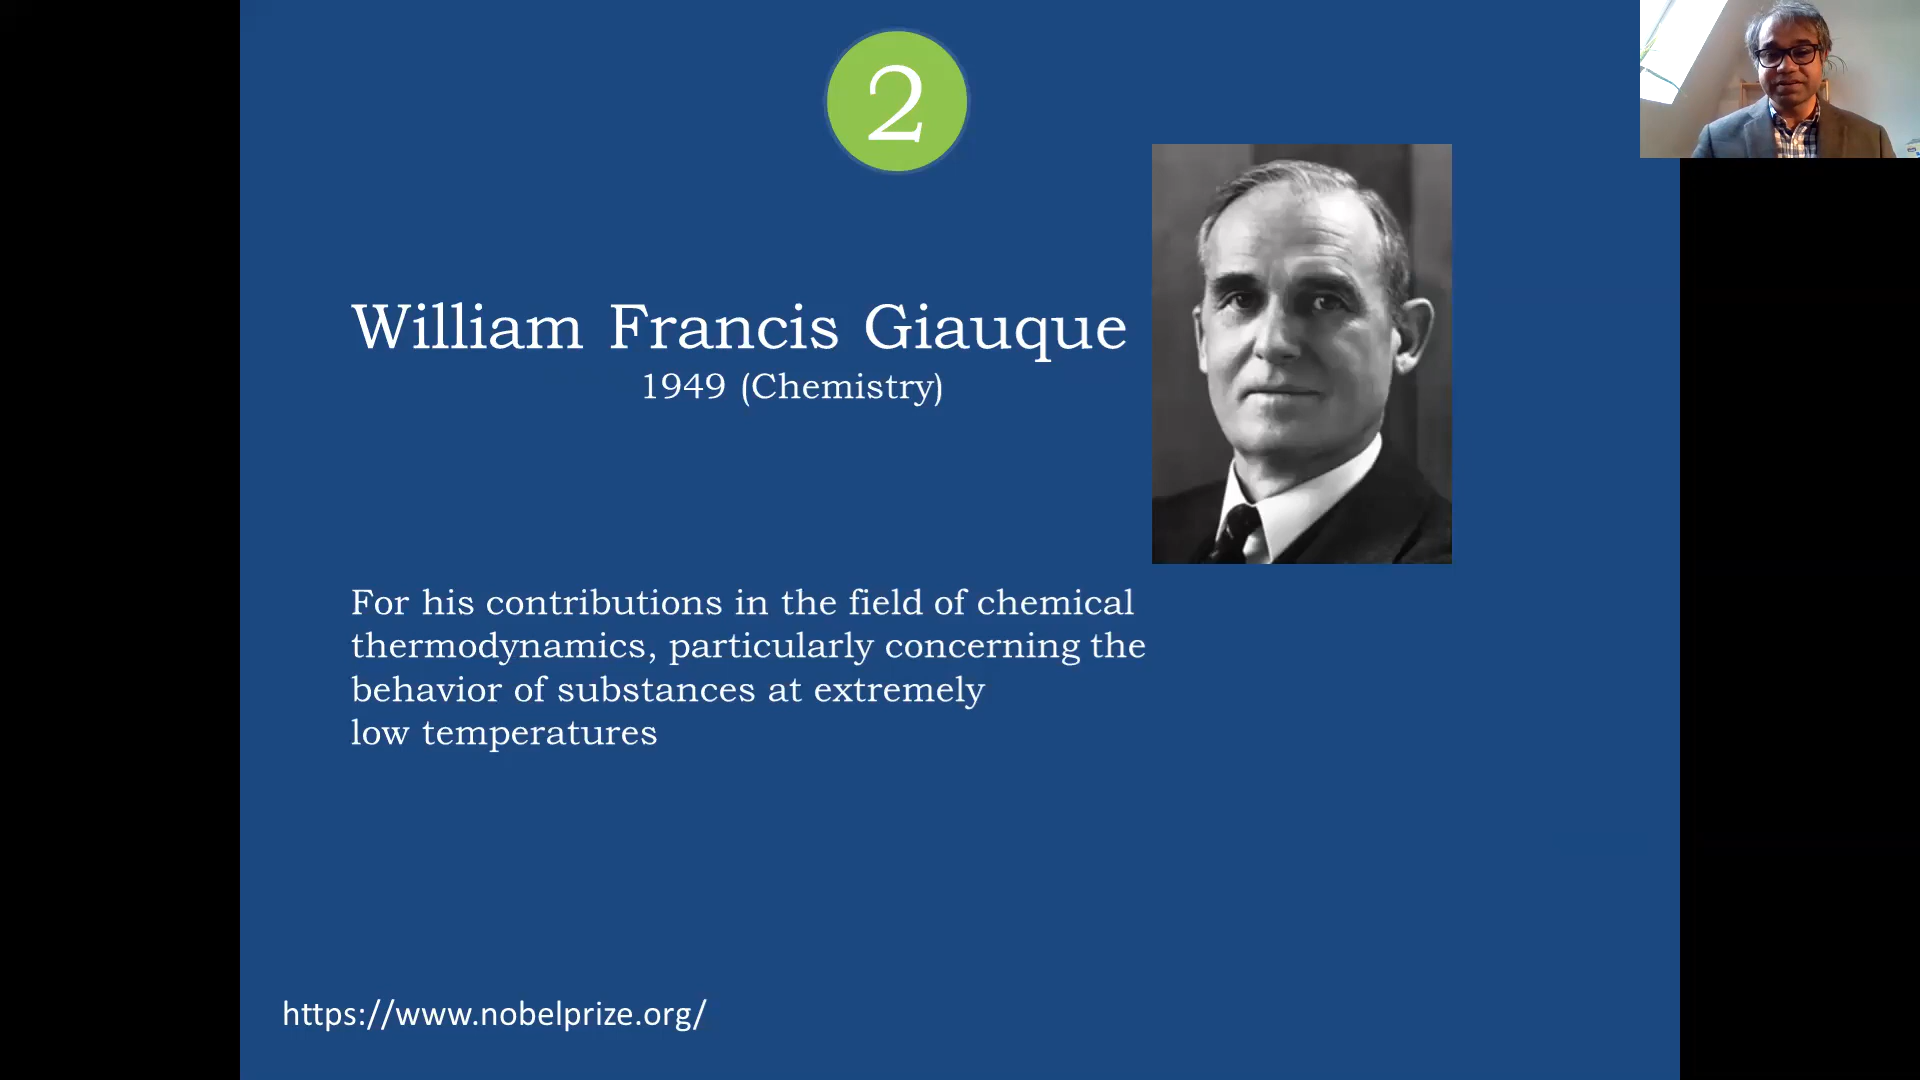 2
William Francis Giauque
1949 (Chemistry)
For his contributions in the field of chemical
thermodynamics, particularly concerning the
behavior of substances at extremely
low temperatures
https://www.nobelprize.org/